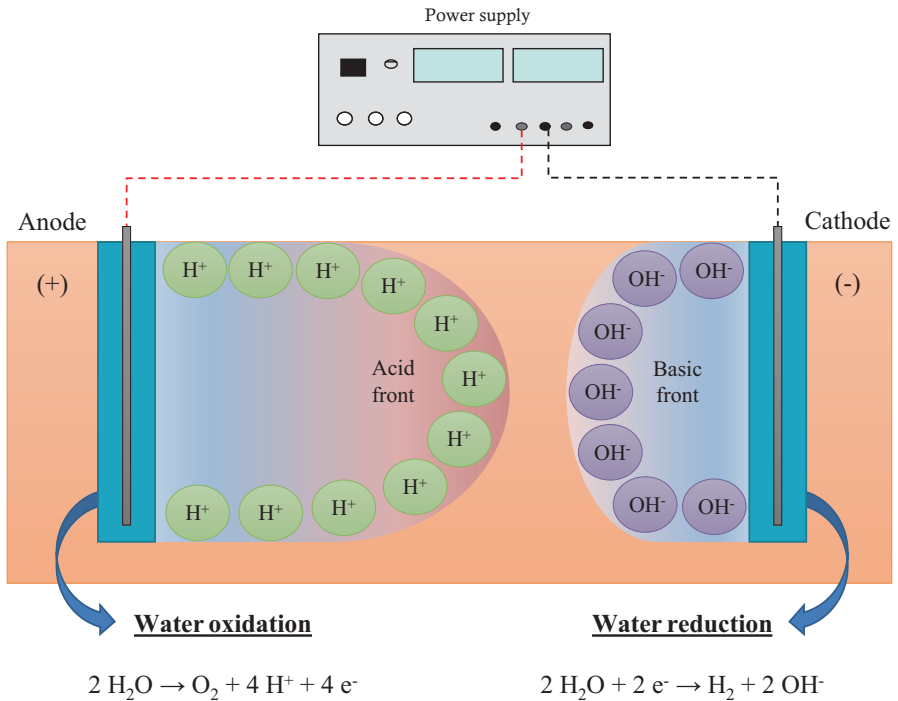 Power supply
Anode
Cathode
(+)
(-)
H⁺
H⁺
H⁺
H⁺
H⁺
H⁺
H⁺
H⁺
H⁺
H⁺
H⁺
Acid
front
OH⁻
OH⁻
OH⁻
OH⁻
OH⁻
OH⁻
OH⁻
Basic
front
Water oxidation
Water reduction
2 H₂O → O₂ + 4 H⁺ + 4 e⁻
2 H₂O + 2 e⁻ → H₂ + 2 OH⁻